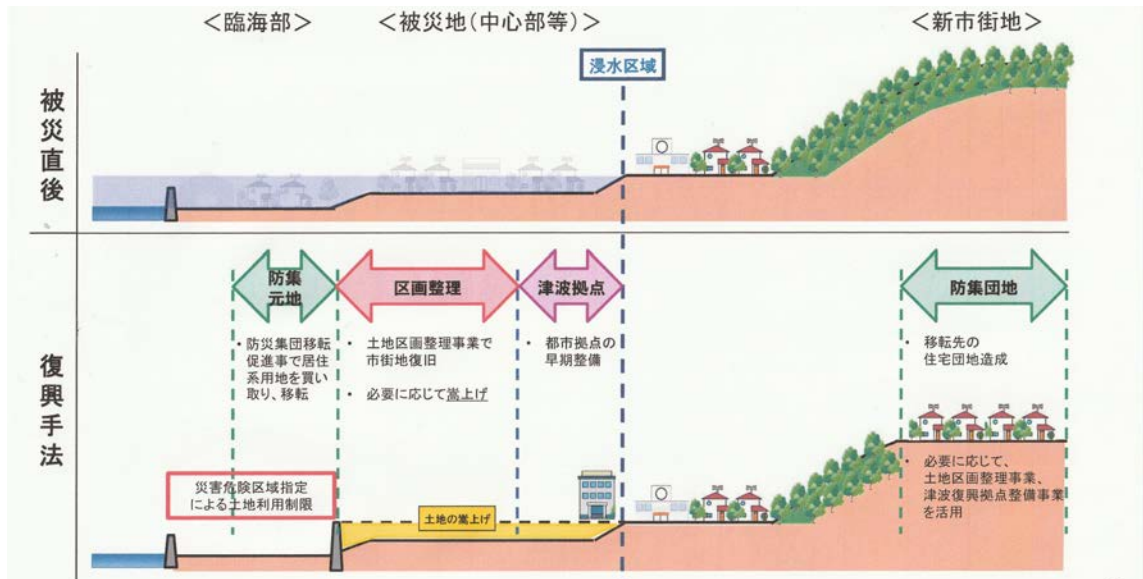 ＜臨海部＞
＜被災地(中心部等)＞
＜新市街地＞
浸水区域
被災直後
復興手法
防集
元地
区画整理
津波拠点
防集団地
・ 防災集団移転
促進事で居住
系用地を買い
取り、移転
・ 土地区画整理事業で
市街地復旧
・ 必要に応じて嵩上げ
・ 都市拠点の
早期整備
・ 移転先の
住宅団地造成
災害危険区域指定
による土地利用制限
土地の嵩上げ
・ 必要に応じて、
土地区画整理事業、
津波復興拠点整備事業
を活用